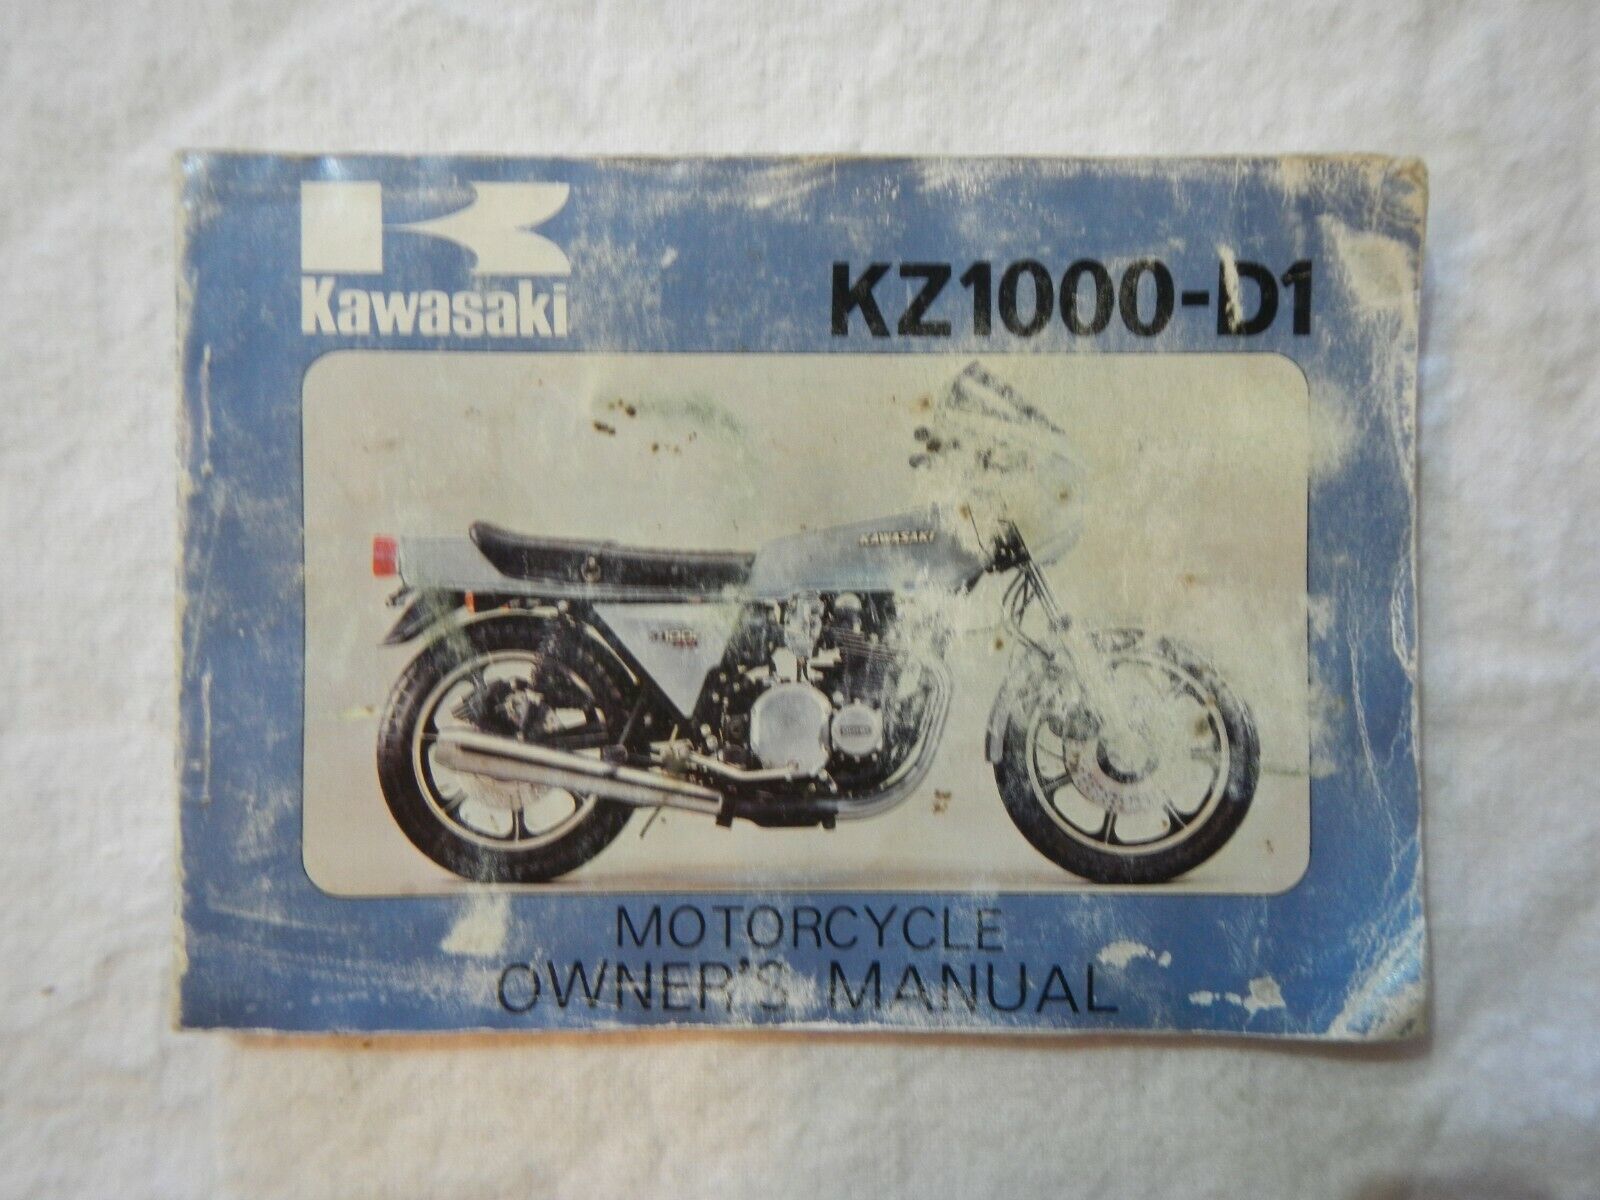 Kawasaki
KZ1000-D1
KAWASAKI
MOTORCYCLE
OWNER'S MANUAL